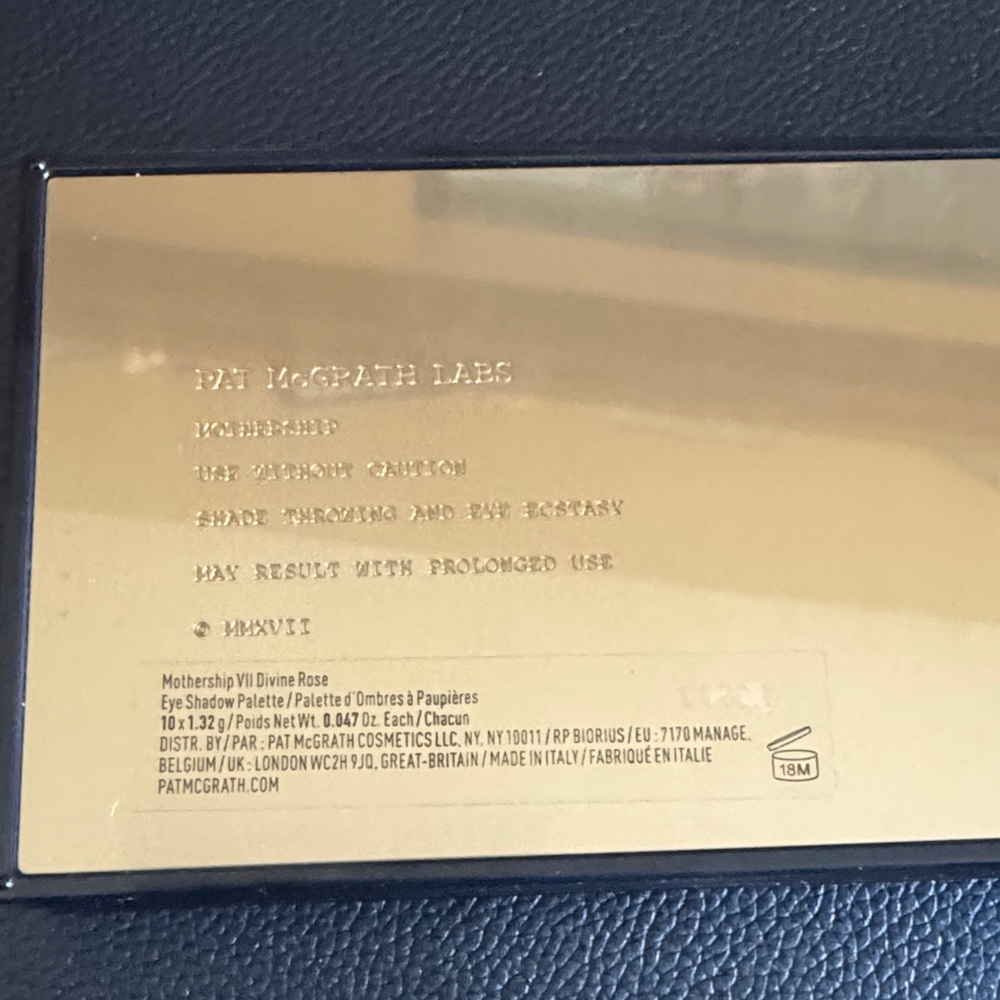 PAT McGRATH LABS
MOTHERSHIP
USE WITHOUT CAUTION
SHADE THROWING AND EYE ECSTASY
MAY RESULT WITH PROLONGED USE
© MMXVII
Mothership VII Divine Rose
Eye Shadow Palette / Palette d'Ombres à Paupières
10 x 1.32 g / Poids Net Wt. 0.047 Oz. Each / Chacun
DISTR. BY / PAR : PAT McGRATH COSMETICS LLC, NY, NY 10011 / RP BIORIUS / EU : 7170 MANAGE,
BELGIUM / UK : LONDON WC2H 9JQ, GREAT-BRITAIN / MADE IN ITALY / FABRIQUÉ EN ITALIE
PATMCGRATH.COM
18M